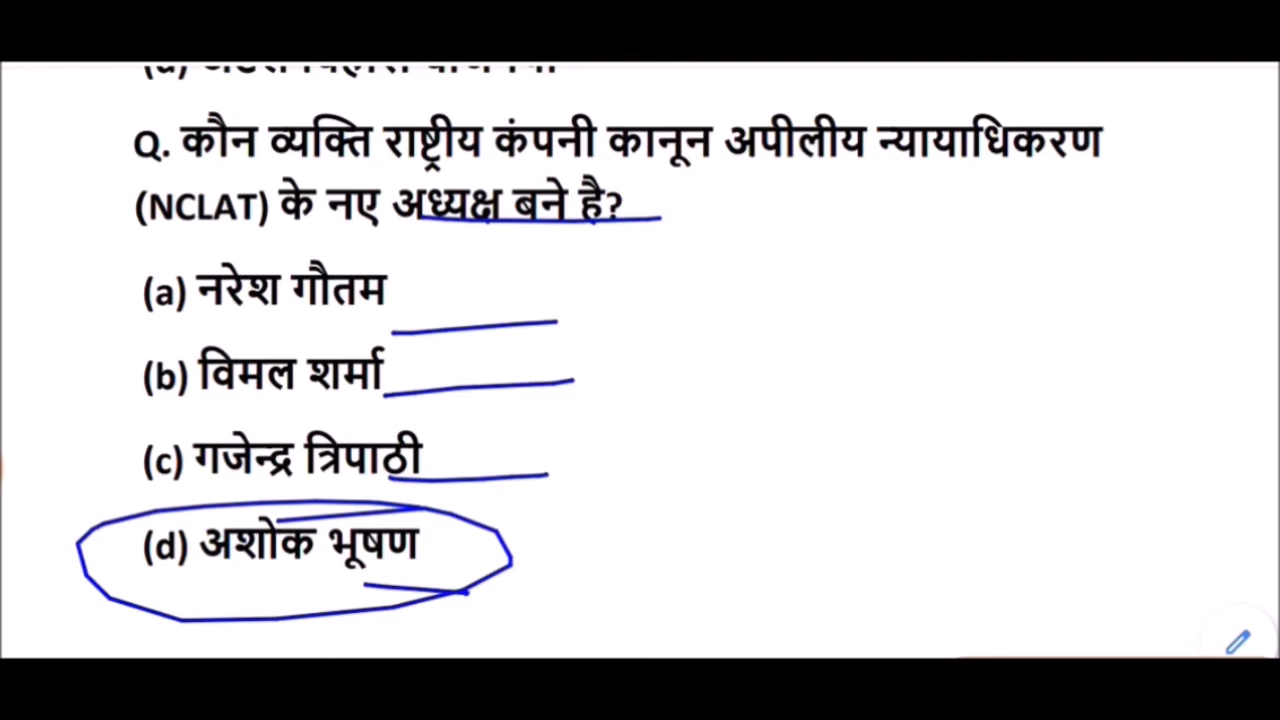 Q. कौन व्यक्ति राष्ट्रीय कंपनी कानून अपीलीय न्यायाधिकरण
(NCLAT) के नए अध्यक्ष बने है?
(a) नरेश गौतम
(b) विमल शर्मा
(c) गजेन्द्र त्रिपाठी
(d) अशोक भूषण